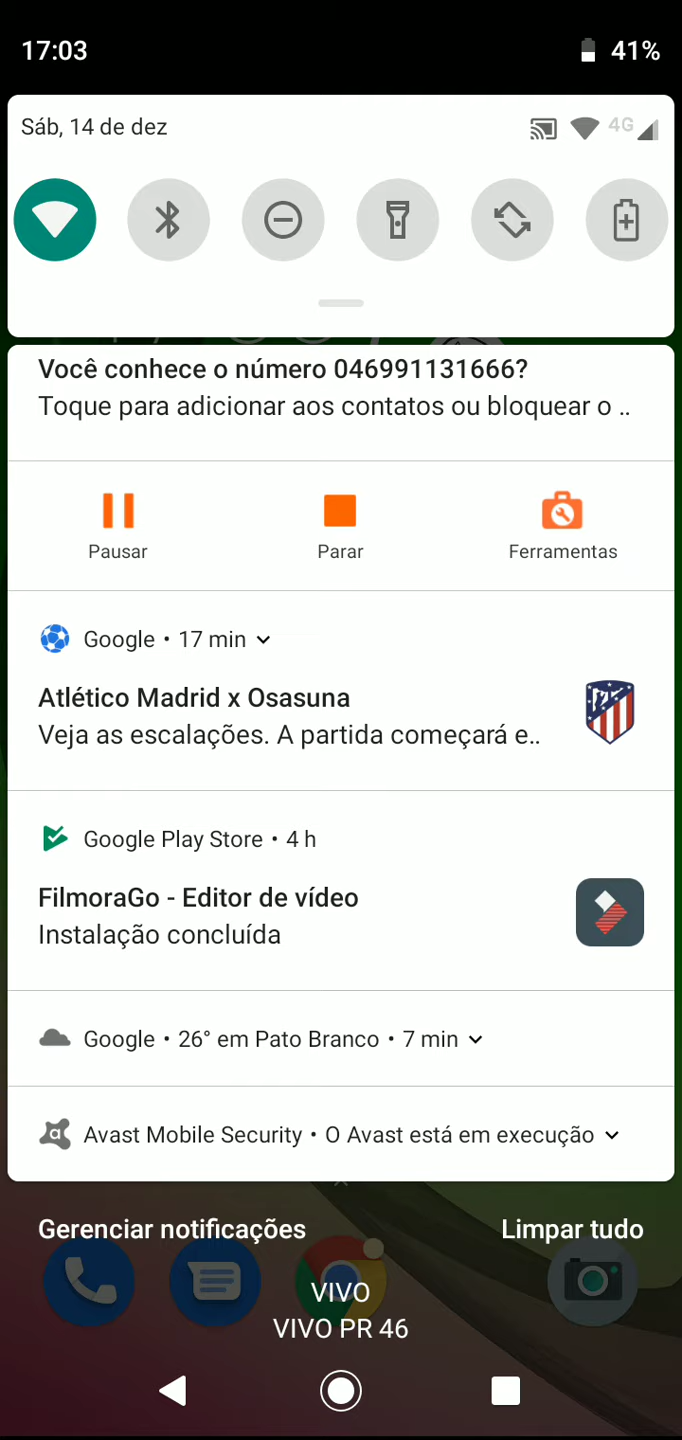 17:03
41%
Sáb, 14 de dez
4G
Você conhece o número 046991131666?
Toque para adicionar aos contatos ou bloquear o ..
Pausar
Parar
Ferramentas
Google • 17 min
Atlético Madrid x Osasuna
Veja as escalações. A partida começará e..
Google Play Store • 4 h
FilmoraGo - Editor de vídeo
Instalação concluída
Google • 26° em Pato Branco • 7 min
Avast Mobile Security • O Avast está em execução
Gerenciar notificações
Limpar tudo
VIVO
VIVO PR 46